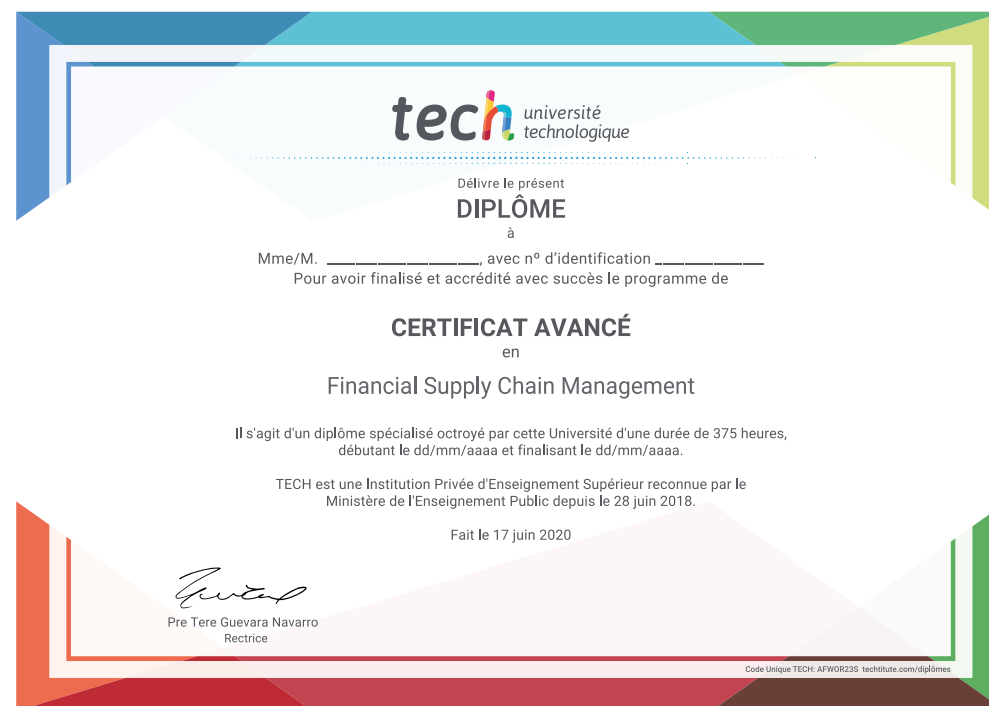 tech université
technologique
Délivre le présent
DIPLÔME
à
Mme/M. ________________, avec nº d'identification ____________
Pour avoir finalisé et accrédité avec succès le programme de
CERTIFICAT AVANCÉ
en
Financial Supply Chain Management
Il s'agit d'un diplôme spécialisé octroyé par cette Université d'une durée de 375 heures,
débutant le dd/mm/aaaa et finalisant le dd/mm/aaaa.
TECH est une Institution Privée d'Enseignement Supérieur reconnue par le
Ministère de l'Enseignement Public depuis le 28 juin 2018.
Fait le 17 juin 2020
Pre Tere Guevara Navarro
Rectrice
Code Unique TECH: AFWOR23S techtitute.com/diplômes